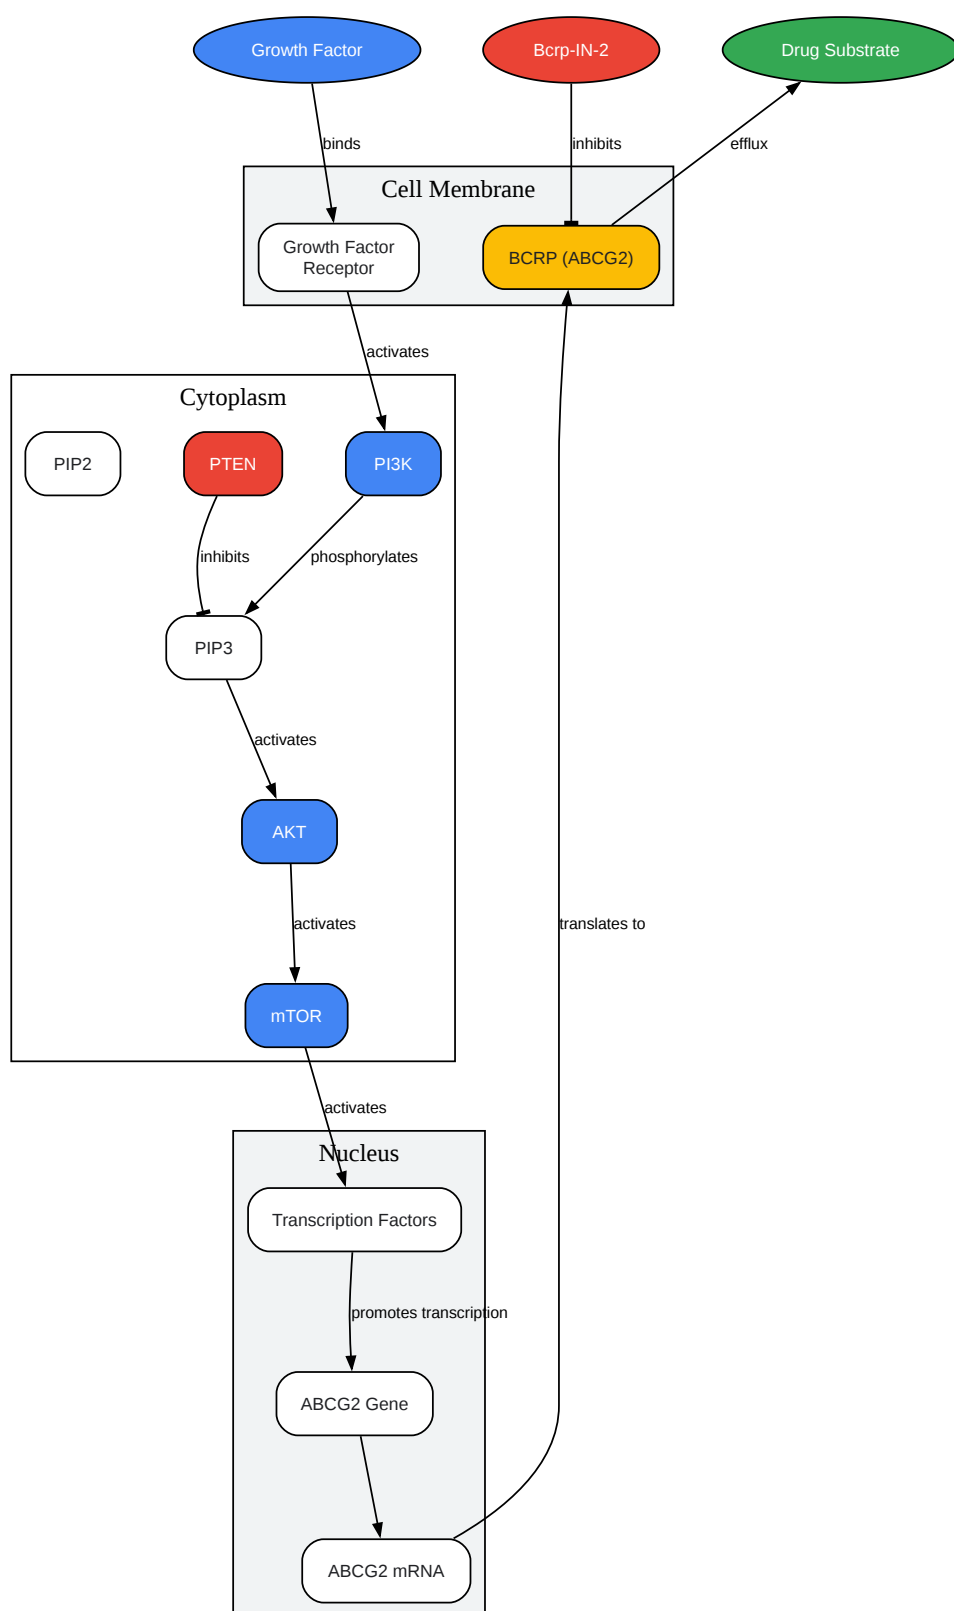 Growth Factor
Bcrp-IN-2
Drug Substrate
binds
inhibits
efflux
Cell Membrane
Growth Factor
Receptor
BCRP (ABCG2)
activates
Cytoplasm
PIP2
PTEN
PI3K
inhibits
phosphorylates
PIP3
activates
AKT
activates
translates to
mTOR
activates
Nucleus
Transcription Factors
promotes transcription
ABCG2 Gene
ABCG2 mRNA